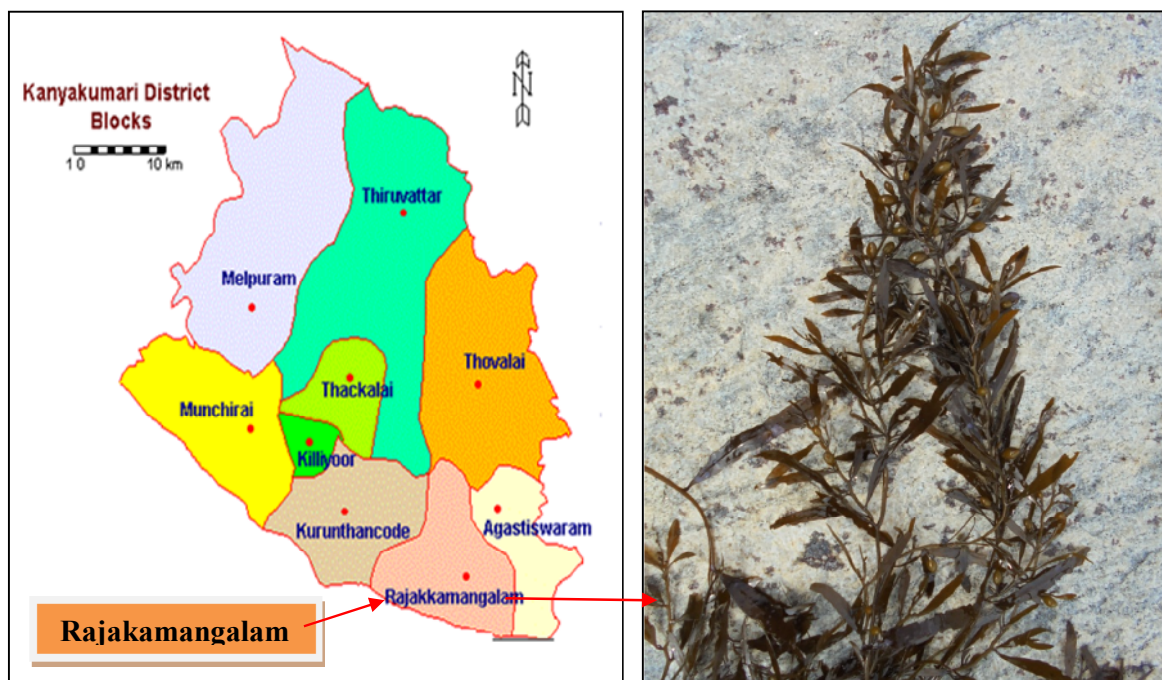 Kanyakumari District
Blocks
N
1 0 10 km
Thiruvattar
Melpuram
Thovalai
Thackalai
Munchirai
Killiyoor
Kurunthancode
Agastiswaram
Rajakkamangalam
Rajakamangalam